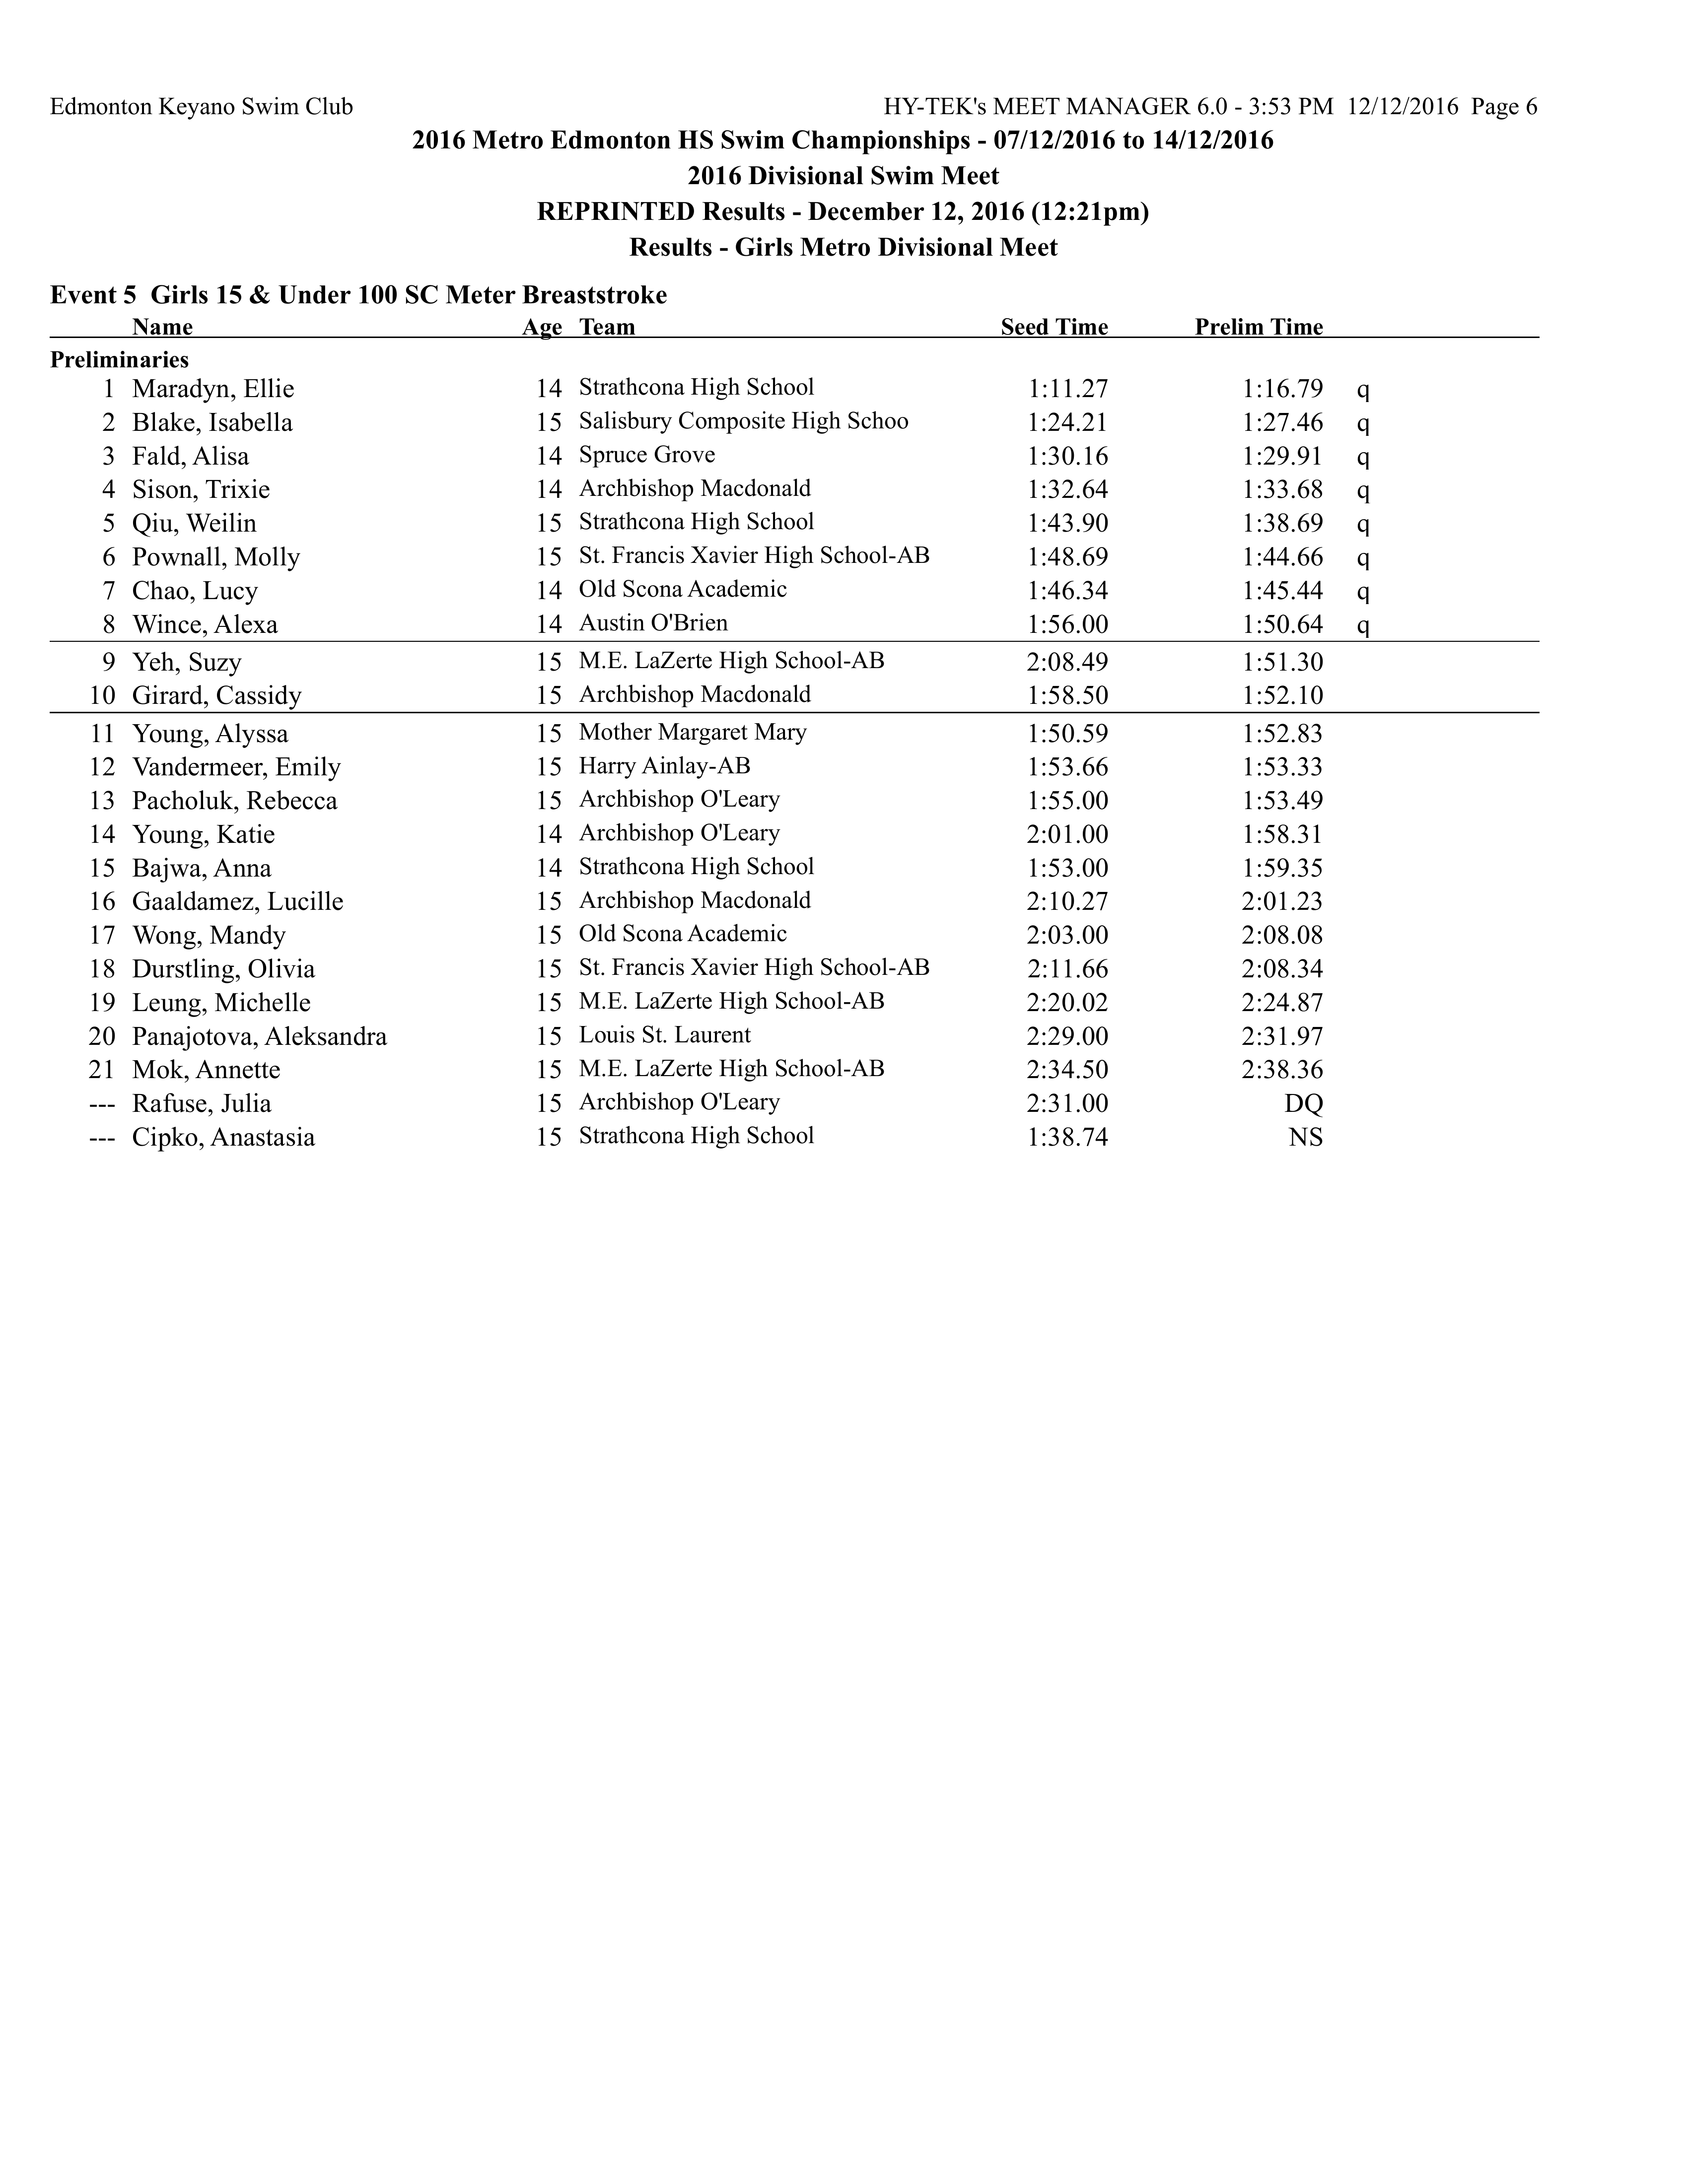 Edmonton Keyano Swim Club HY-TEK's MEET MANAGER 6.0 - 3:53 PM 12/12/2016 Page 6
2016 Metro Edmonton HS Swim Championships - 07/12/2016 to 14/12/2016
2016 Divisional Swim Meet
REPRINTED Results - December 12, 2016 (12:21pm)
Results - Girls Metro Divisional Meet
Event 5 Girls 15 & Under 100 SC Meter Breaststroke
Name Age Team Seed Time Prelim Time
Preliminaries
1 Maradyn, Ellie 14 Strathcona High School 1:11.27 1:16.79 q
2 Blake, Isabella 15 Salisbury Composite High Schoo 1:24.21 1:27.46 q
3 Fald, Alisa 14 Spruce Grove 1:30.16 1:29.91 q
4 Sison, Trixie 14 Archbishop Macdonald 1:32.64 1:33.68 q
5 Qiu, Weilin 15 Strathcona High School 1:43.90 1:38.69 q
6 Pownall, Molly 15 St. Francis Xavier High School-AB 1:48.69 1:44.66 q
7 Chao, Lucy 14 Old Scona Academic 1:46.34 1:45.44 q
8 Wince, Alexa 14 Austin O'Brien 1:56.00 1:50.64 q
9 Yeh, Suzy 15 M.E. LaZerte High School-AB 2:08.49 1:51.30
10 Girard, Cassidy 15 Archbishop Macdonald 1:58.50 1:52.10
11 Young, Alyssa 15 Mother Margaret Mary 1:50.59 1:52.83
12 Vandermeer, Emily 15 Harry Ainlay-AB 1:53.66 1:53.33
13 Pacholuk, Rebecca 15 Archbishop O'Leary 1:55.00 1:53.49
14 Young, Katie 14 Archbishop O'Leary 2:01.00 1:58.31
15 Bajwa, Anna 14 Strathcona High School 1:53.00 1:59.35
16 Gaaldamez, Lucille 15 Archbishop Macdonald 2:10.27 2:01.23
17 Wong, Mandy 15 Old Scona Academic 2:03.00 2:08.08
18 Durstling, Olivia 15 St. Francis Xavier High School-AB 2:11.66 2:08.34
19 Leung, Michelle 15 M.E. LaZerte High School-AB 2:20.02 2:24.87
20 Panajotova, Aleksandra 15 Louis St. Laurent 2:29.00 2:31.97
21 Mok, Annette 15 M.E. LaZerte High School-AB 2:34.50 2:38.36
--- Rafuse, Julia 15 Archbishop O'Leary 2:31.00 DQ
--- Cipko, Anastasia 15 Strathcona High School 1:38.74 NS